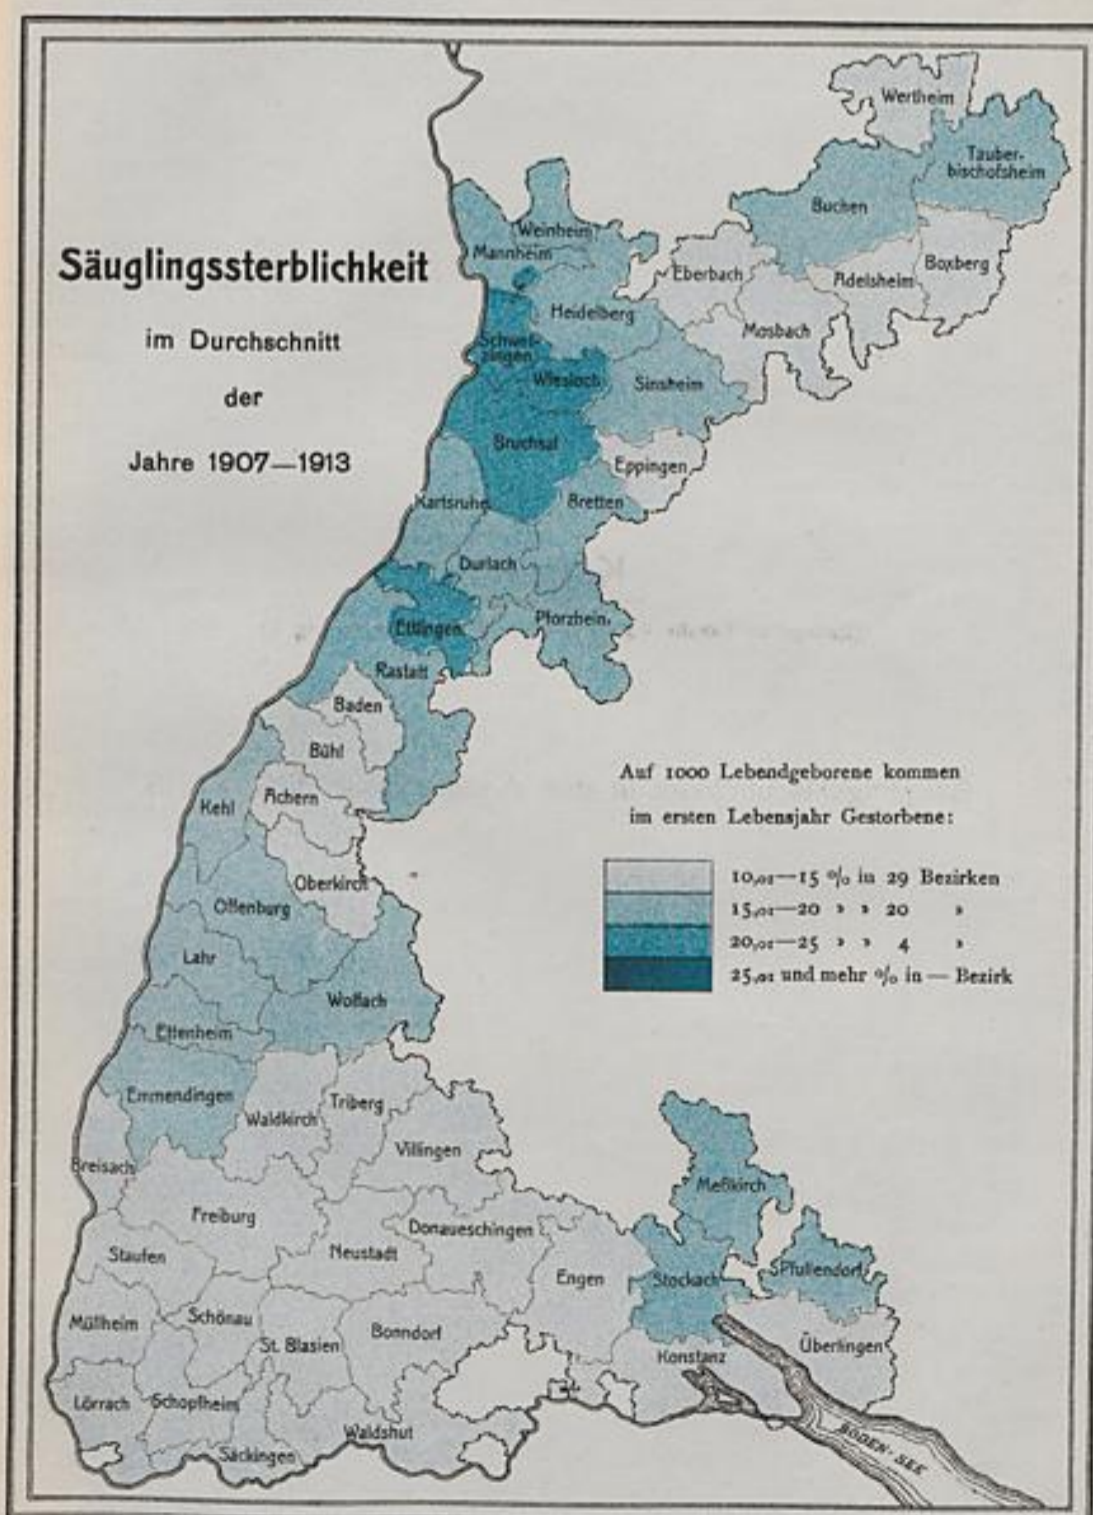 Säuglingssterblichkeit
im Durchschnitt
der
Jahre 1907—1913
Wertheim
Tauber-
bischofsheim
Buchen
Weinheim
Mannheim
Eberbach
Adelsheim
Boxberg
Heidelberg
Mosbach
Schwet-
zingen
Wiesloch
Sinsheim
Bruchsal
Eppingen
Karlsruhe
Bretten
Durlach
Ettlingen
Pforzheim
Rastatt
Baden
Bühl
Achern
Kehl
Oberkirch
Offenburg
Lahr
Wolfach
Ettenheim
Emmendingen
Waldkirch
Triberg
Villingen
Breisach
Freiburg
Donaueschingen
Neustadt
Staufen
Engen
Meßkirch
Stockach
Pfullendorf
Müllheim
Schönau
St. Blasien
Bonndorf
Konstanz
Überlingen
Lörrach
Schopfheim
Waldshut
Säckingen
BODEN-SEE
Auf 1000 Lebendgeborene kommen
im ersten Lebensjahr Gestorbene:
10,01—15 % in 29 Bezirken
15,01—20 » » 20 »
20,01—25 » » 4 »
25,01 und mehr % in — Bezirk